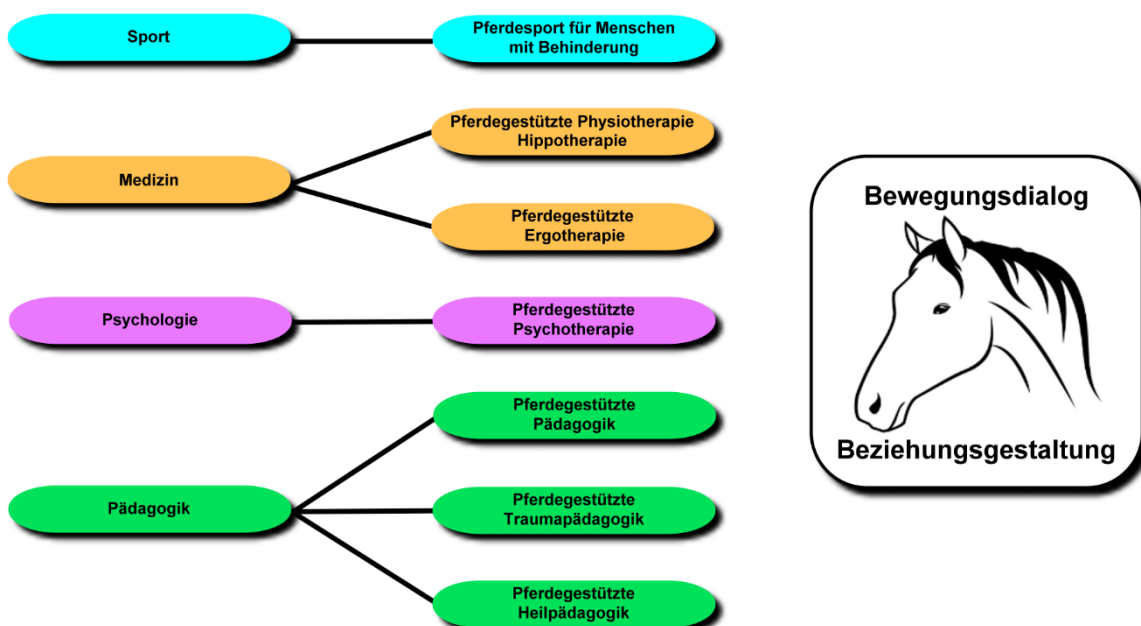 Sport
Pferdesport für Menschen
mit Behinderung
Medizin
Pferdegestützte Physiotherapie
Hippotherapie
Pferdegestützte
Ergotherapie
Psychologie
Pferdegestützte
Psychotherapie
Pädagogik
Pferdegestützte
Pädagogik
Pferdegestützte
Traumapädagogik
Pferdegestützte
Heilpädagogik
Bewegungsdialog
Beziehungsgestaltung